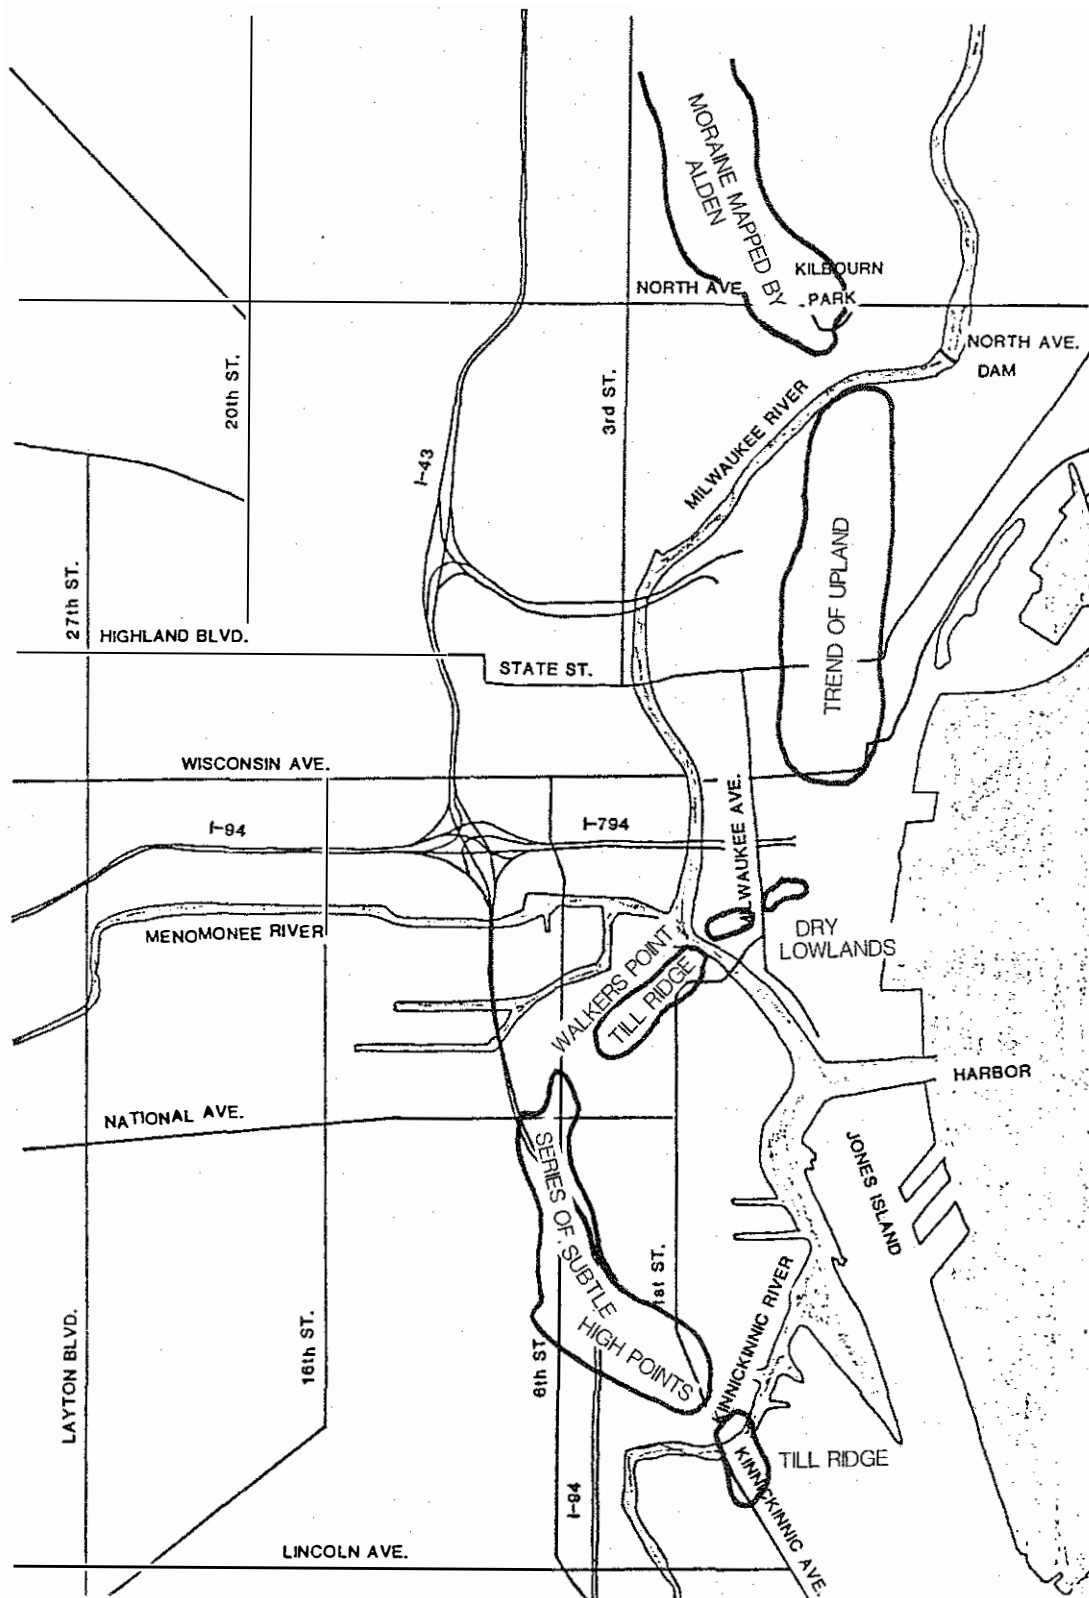 MORAINE MAPPED BY
ALDEN
KILBOURN
PARK
NORTH AVE
NORTH AVE.
DAM
20th ST.
3rd ST.
MILWAUKEE RIVER
I-43
TREND OF UPLAND
27th ST.
HIGHLAND BLVD.
STATE ST.
WISCONSIN AVE.
MILWAUKEE AVE.
I-94
I-794
MENOMONEE RIVER
DRY
LOWLANDS
WALKERS POINT
TILL RIDGE
HARBOR
NATIONAL AVE.
SERIES OF SUBTLE
HIGH POINTS
JONES ISLAND
1st ST.
KINNICKINNIC RIVER
LAYTON BLVD.
16th ST.
6th ST.
I-94
TILL RIDGE
KINNICKINNIC AVE.
LINCOLN AVE.